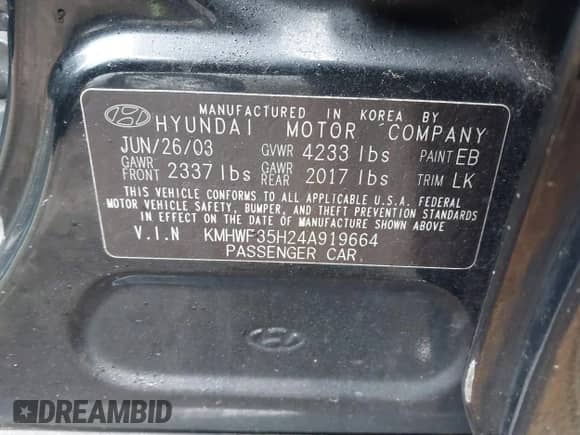 MANUFACTURED IN KOREA BY
HYUNDAI MOTOR COMPANY
JUN/26/03 GVWR 4233 lbs PAINT EB
GAWR FRONT 2337 lbs GAWR REAR 2017 lbs TRIM LK
THIS VEHICLE CONFORMS TO ALL APPLICABLE U.S.A. FEDERAL
MOTOR VEHICLE SAFETY, BUMPER, AND THEFT PREVENTION STANDARDS
IN EFFECT ON THE DATE OF MANUFACTURE SHOWN ABOVE
V.I.N KMHWF35H24A919664
PASSENGER CAR
DREAMBID